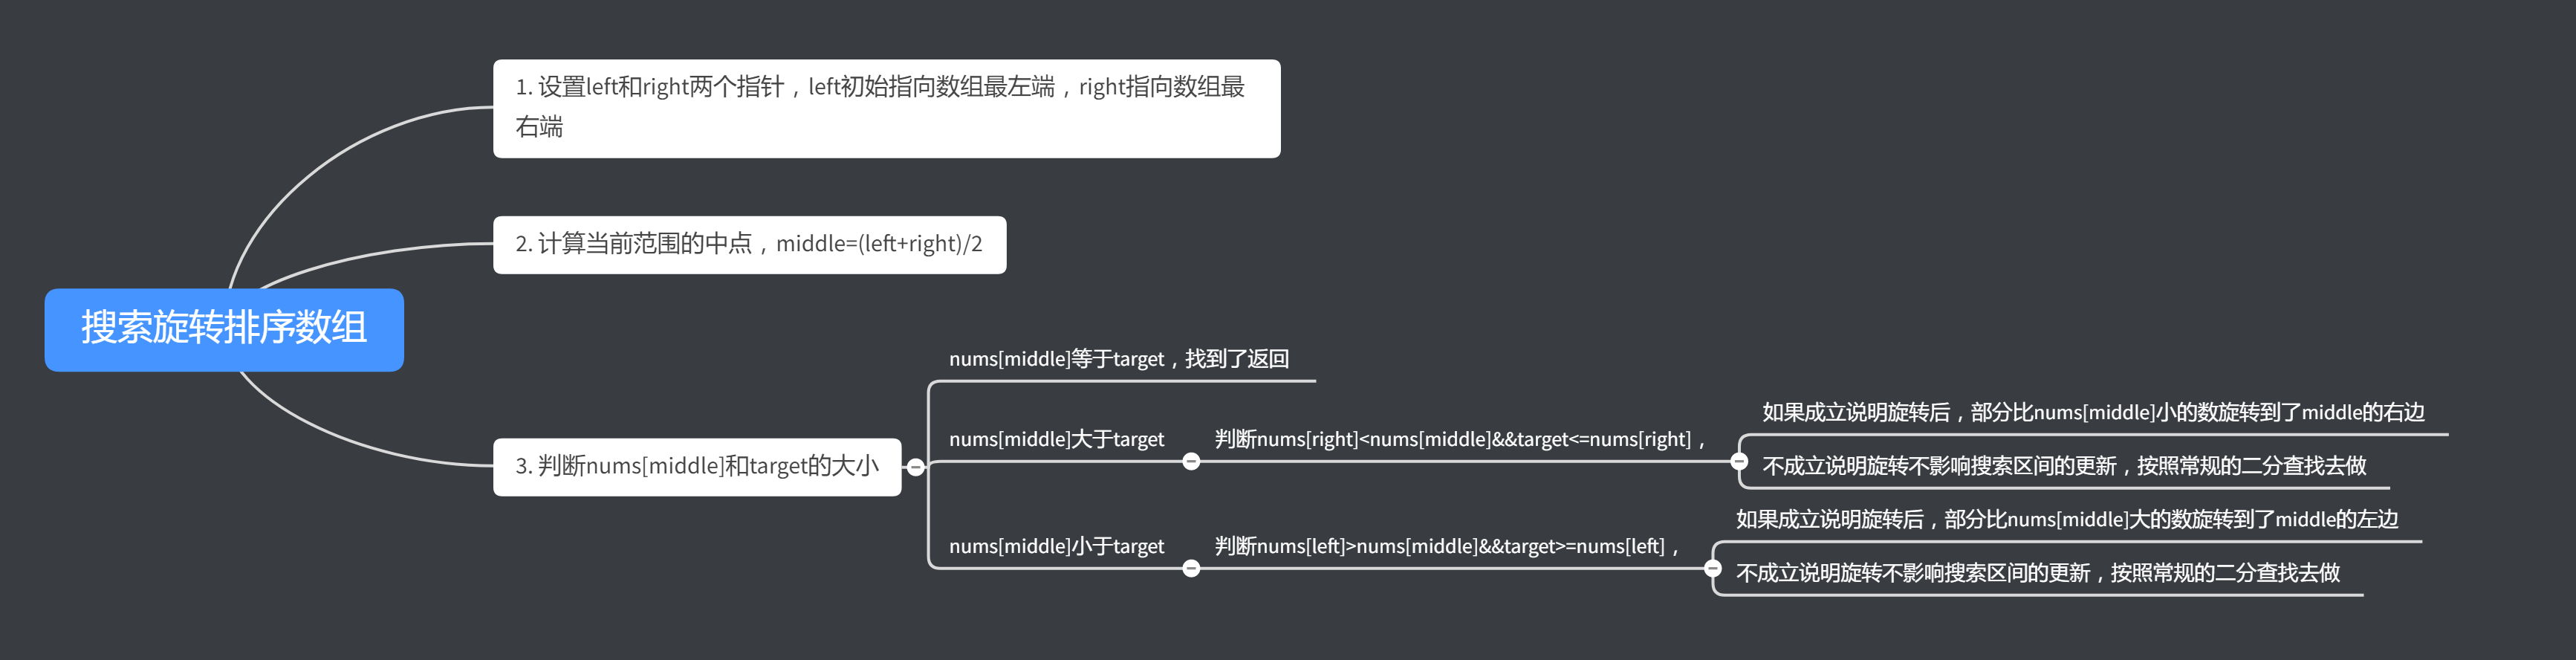 搜索旋转排序数组
1. 设置left和right两个指针，left初始指向数组最左端，right指向数组最
右端
2. 计算当前范围的中点，middle=(left+right)/2
3. 判断nums[middle]和target的大小
nums[middle]等于target，找到了返回
nums[middle]大于target
判断nums[right]<nums[middle]&&target<=nums[right]，
如果成立说明旋转后，部分比nums[middle]小的数旋转到了middle的右边
不成立说明旋转不影响搜索区间的更新，按照常规的二分查找去做
nums[middle]小于target
判断nums[left]>nums[middle]&&target>=nums[left]，
如果成立说明旋转后，部分比nums[middle]大的数旋转到了middle的左边
不成立说明旋转不影响搜索区间的更新，按照常规的二分查找去做